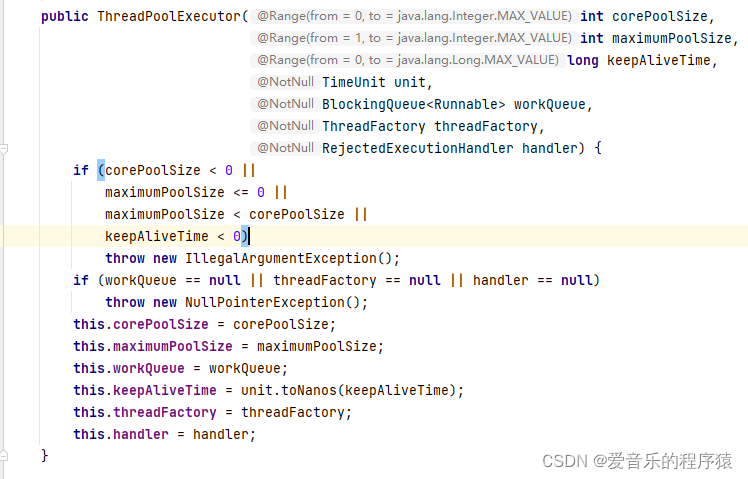 public ThreadPoolExecutor( @Range(from = 0, to = java.lang.Integer.MAX_VALUE) int corePoolSize,
@Range(from = 1, to = java.lang.Integer.MAX_VALUE) int maximumPoolSize,
@Range(from = 0, to = java.lang.Long.MAX_VALUE) long keepAliveTime,
@NotNull TimeUnit unit,
@NotNull BlockingQueue<Runnable> workQueue,
@NotNull ThreadFactory threadFactory,
@NotNull RejectedExecutionHandler handler) {
if (corePoolSize < 0 ||
maximumPoolSize <= 0 ||
maximumPoolSize < corePoolSize ||
keepAliveTime < 0)
throw new IllegalArgumentException();
if (workQueue == null || threadFactory == null || handler == null)
throw new NullPointerException();
this.corePoolSize = corePoolSize;
this.maximumPoolSize = maximumPoolSize;
this.workQueue = workQueue;
this.keepAliveTime = unit.toNanos(keepAliveTime);
this.threadFactory = threadFactory;
this.handler = handler;
}
CSDN @爱音乐的程序猿